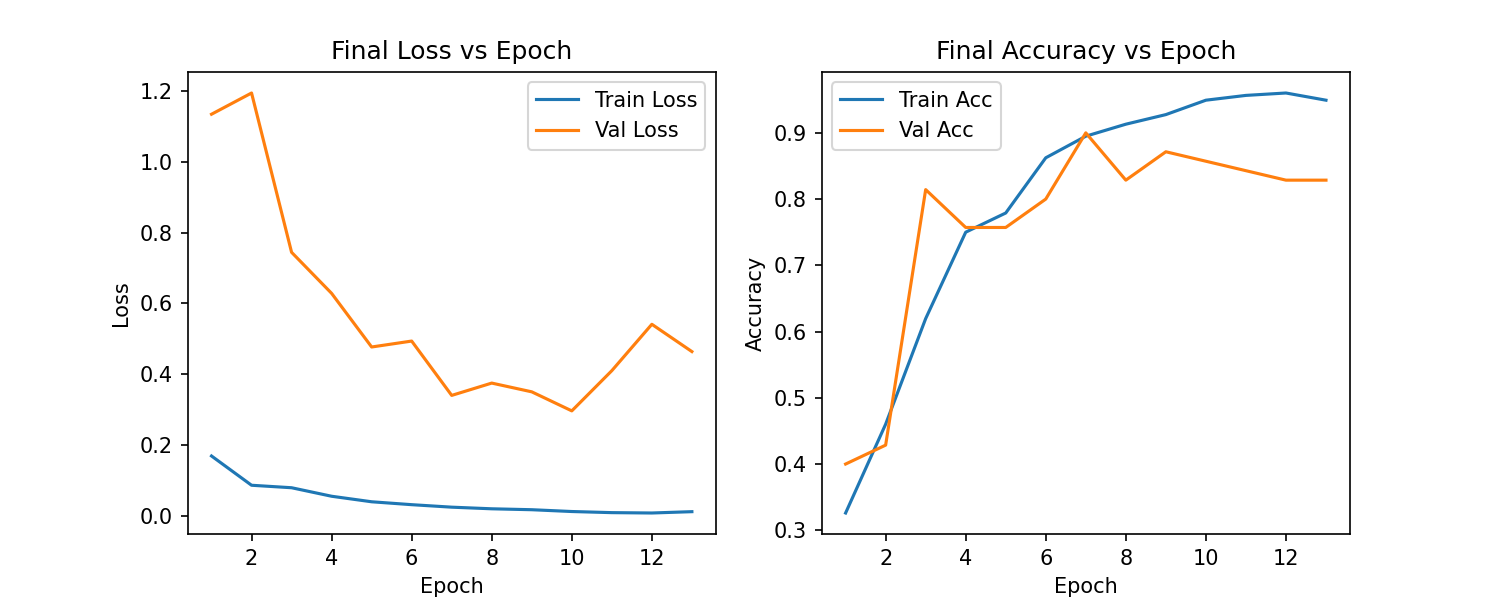 Final Loss vs Epoch
Train Loss
Val Loss
1.2
1.0
0.8
0.6
0.4
0.2
0.0
Loss
2 4 6 8 10 12
Epoch
Final Accuracy vs Epoch
Train Acc
Val Acc
0.9
0.8
0.7
0.6
0.5
0.4
0.3
Accuracy
2 4 6 8 10 12
Epoch